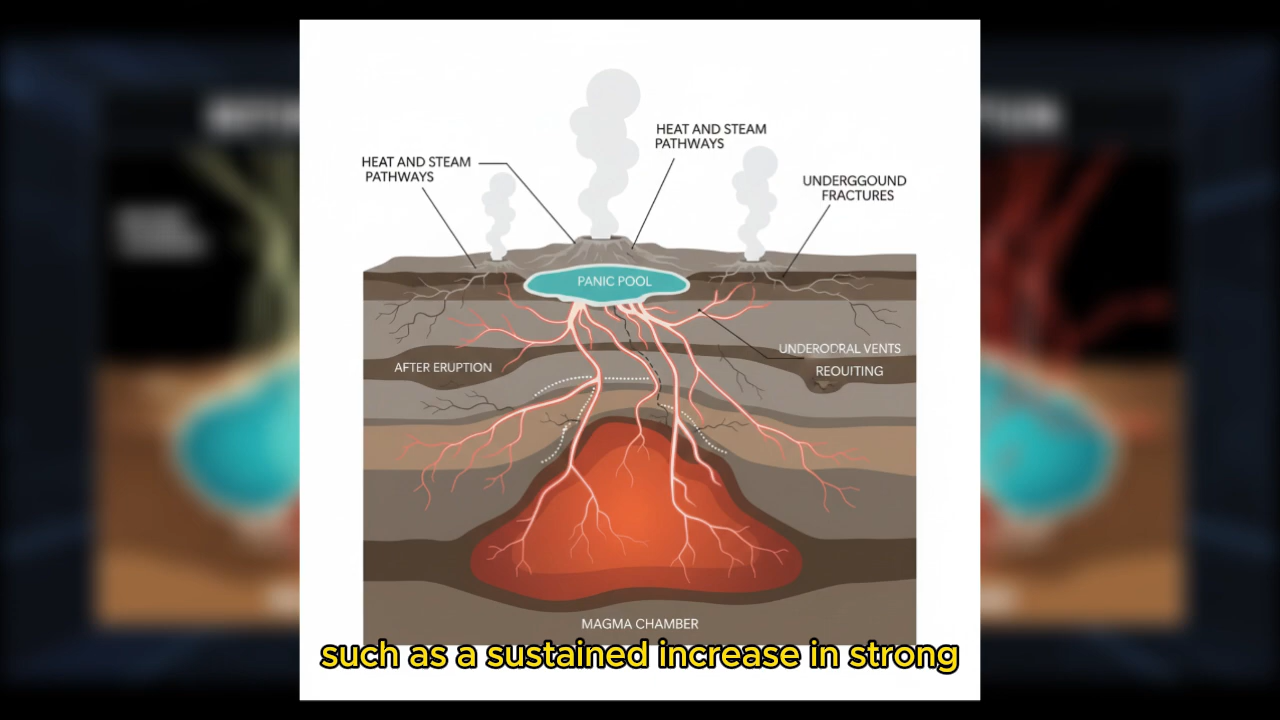 HEAT AND STEAM
PATHWAYS
HEAT AND STEAM
PATHWAYS
UNDERGGOUND
FRACTURES
PANIC POOL
UNDERODRAL VENTS
REOUITING
AFTER ERUPTION
MAGMA CHAMBER
such as a sustained increase in strong